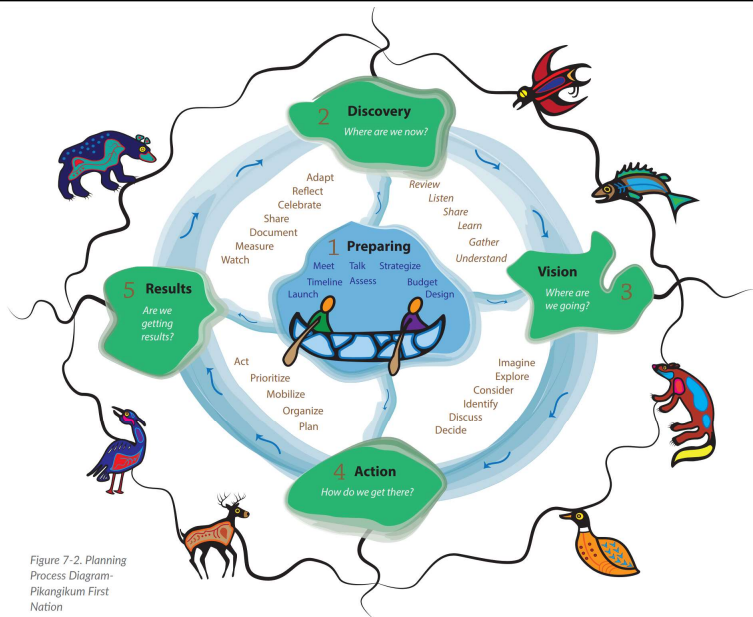 2 Discovery
Where are we now?
Adapt
Reflect
Celebrate
Share
Document
Measure
Watch
Review
Listen
Share
Learn
Gather
Understand
1 Preparing
Meet Talk Strategize
Timeline Assess Budget
Launch Design
Vision
3
Where are
we going?
5 Results
Are we
getting
results?
Act
Prioritize
Mobilize
Organize
Plan
Imagine
Explore
Consider
Identify
Discuss
Decide
4 Action
How do we get there?
Figure 7-2. Planning
Process Diagram-
Pikangikum First
Nation